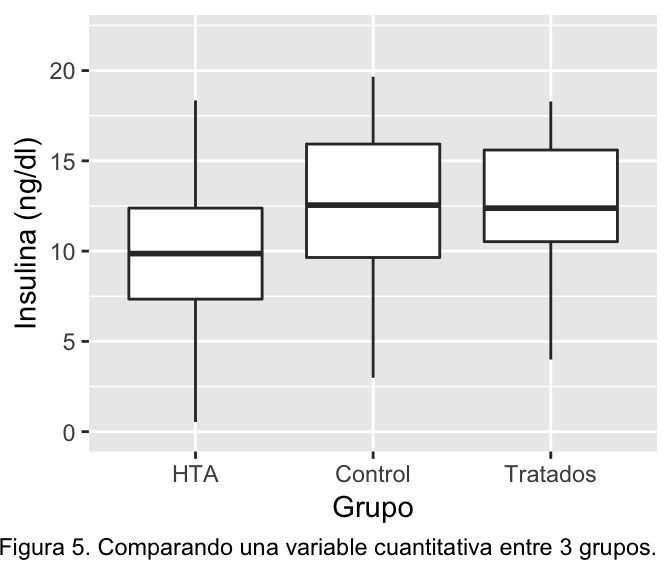 20
15
10
5
0
Insulina (ng/dl)
HTA Control Tratados
Grupo
Figura 5. Comparando una variable cuantitativa entre 3 grupos.